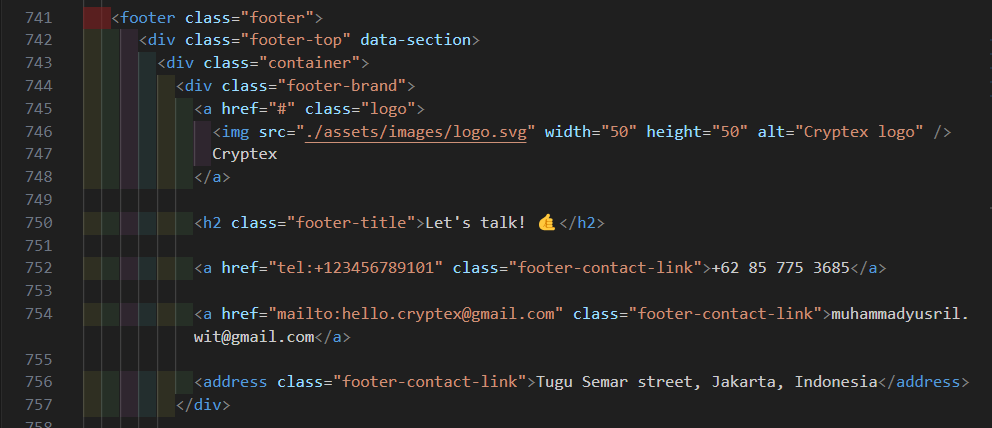 741 <footer class="footer">
742 <div class="footer-top" data-section>
743 <div class="container">
744 <div class="footer-brand">
745 <a href="#" class="logo">
746 <img src="./assets/images/logo.svg" width="50" height="50" alt="Cryptex logo" />
747 Cryptex
748 </a>
749
750 <h2 class="footer-title">Let's talk! 🤙</h2>
751
752 <a href="tel:+123456789101" class="footer-contact-link">+62 85 775 3685</a>
753
754 <a href="mailto:hello.cryptex@gmail.com" class="footer-contact-link">muhammadyusril.
wit@gmail.com</a>
755
756 <address class="footer-contact-link">Tugu Semar street, Jakarta, Indonesia</address>
757 </div>
758